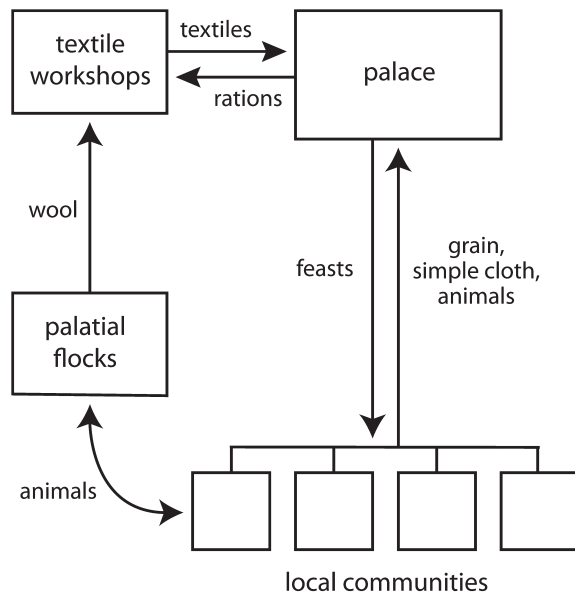 textile
workshops
textiles
rations
palace
wool
feasts
grain,
simple cloth,
animals
palatial
flocks
animals
local communities